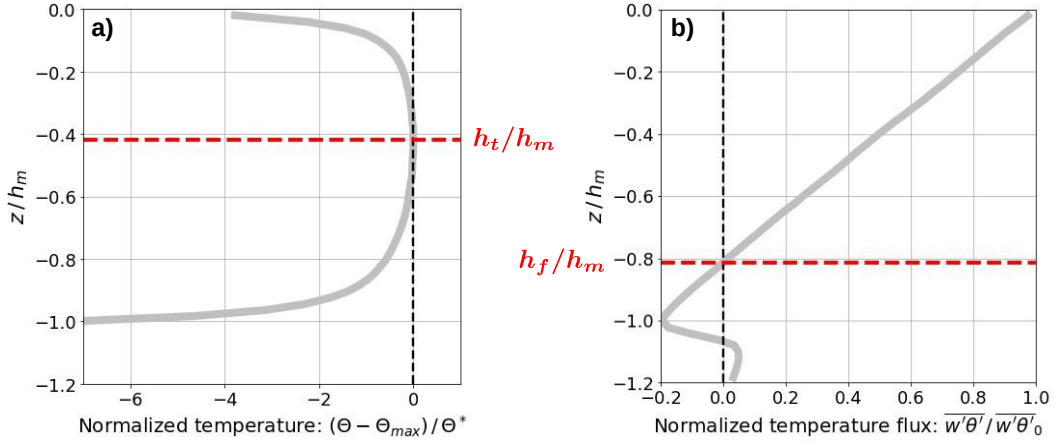 a)
0.0
−0.2
−0.4
−0.6
−0.8
−1.0
−1.2
z / h_m
−6 −4 −2 0
Normalized temperature: (Θ − Θ_max) / Θ*
h_t/h_m
b)
0.0
−0.2
−0.4
−0.6
−0.8
−1.0
−1.2
z / h_m
h_f/h_m
−0.2 0.0 0.2 0.4 0.6 0.8 1.0
Normalized temperature flux: w′θ′ / w′θ′₀